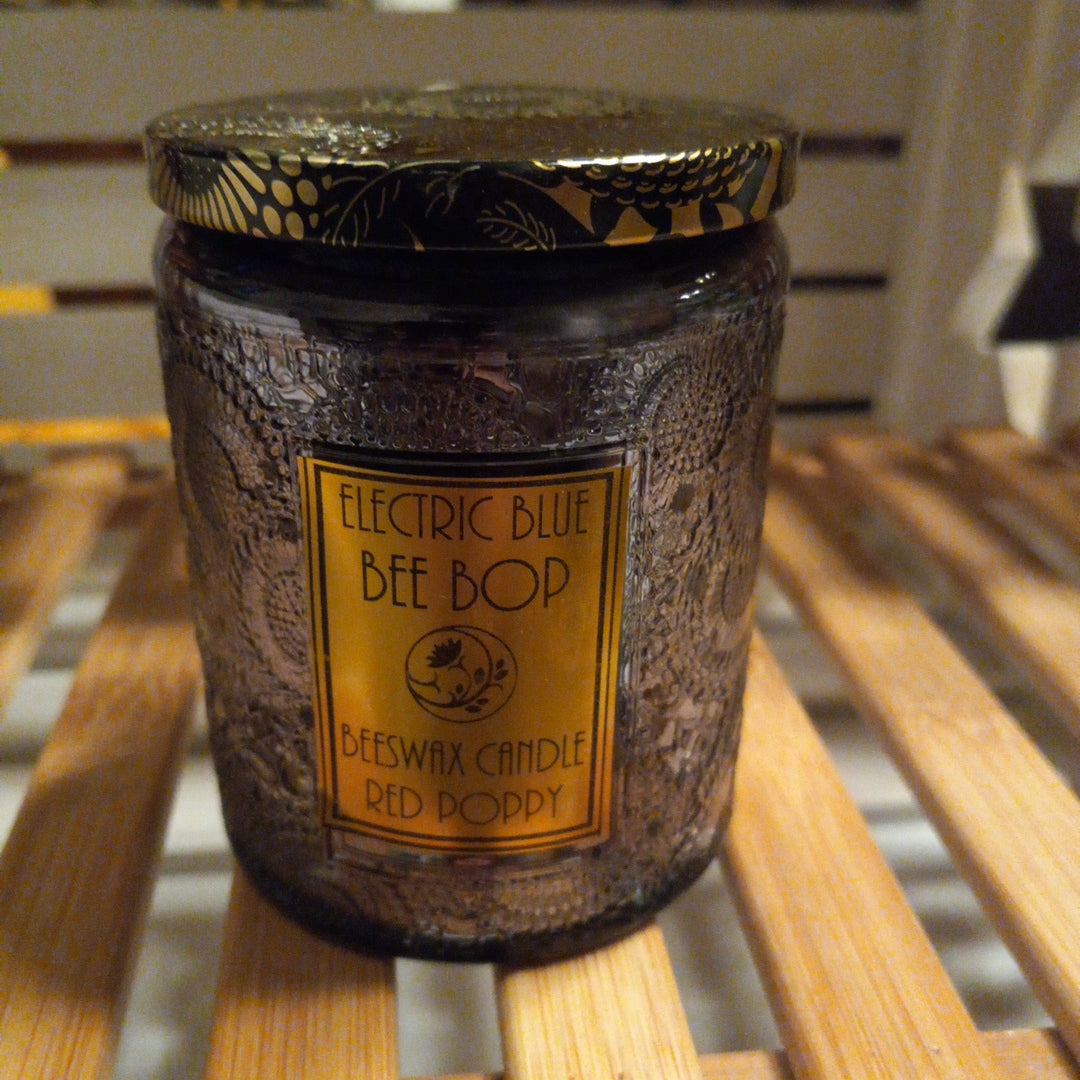 ELECTRIC BLUE
BEE BOP
BEESWAX CANDLE
RED POPPY